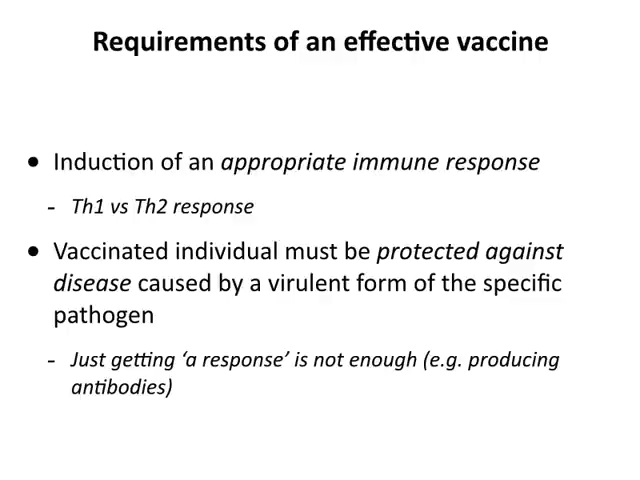 Requirements of an effective vaccine
● Induction of an appropriate immune response
- Th1 vs Th2 response
● Vaccinated individual must be protected against
disease caused by a virulent form of the specific
pathogen
- Just getting ‘a response’ is not enough (e.g. producing
antibodies)